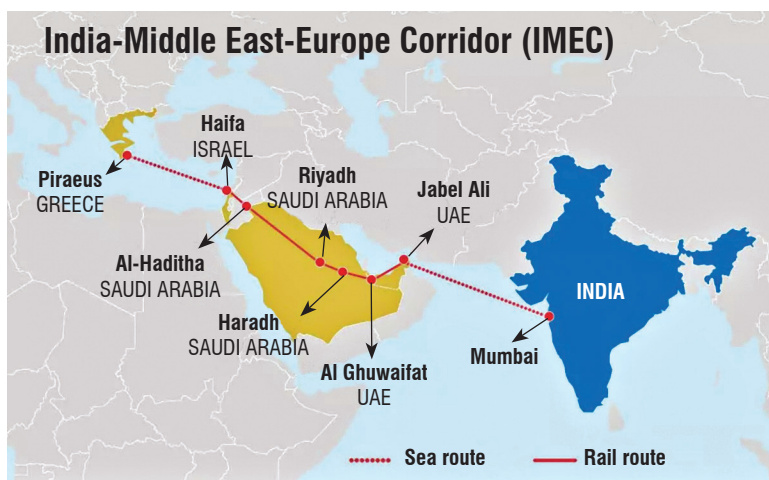 India-Middle East-Europe Corridor (IMEC)
Haifa
ISRAEL
Piraeus
GREECE
Riyadh
SAUDI ARABIA
Jabel Ali
UAE
Al-Haditha
SAUDI ARABIA
INDIA
Haradh
SAUDI ARABIA
Al Ghuwaifat
UAE
Mumbai
Sea route
Rail route